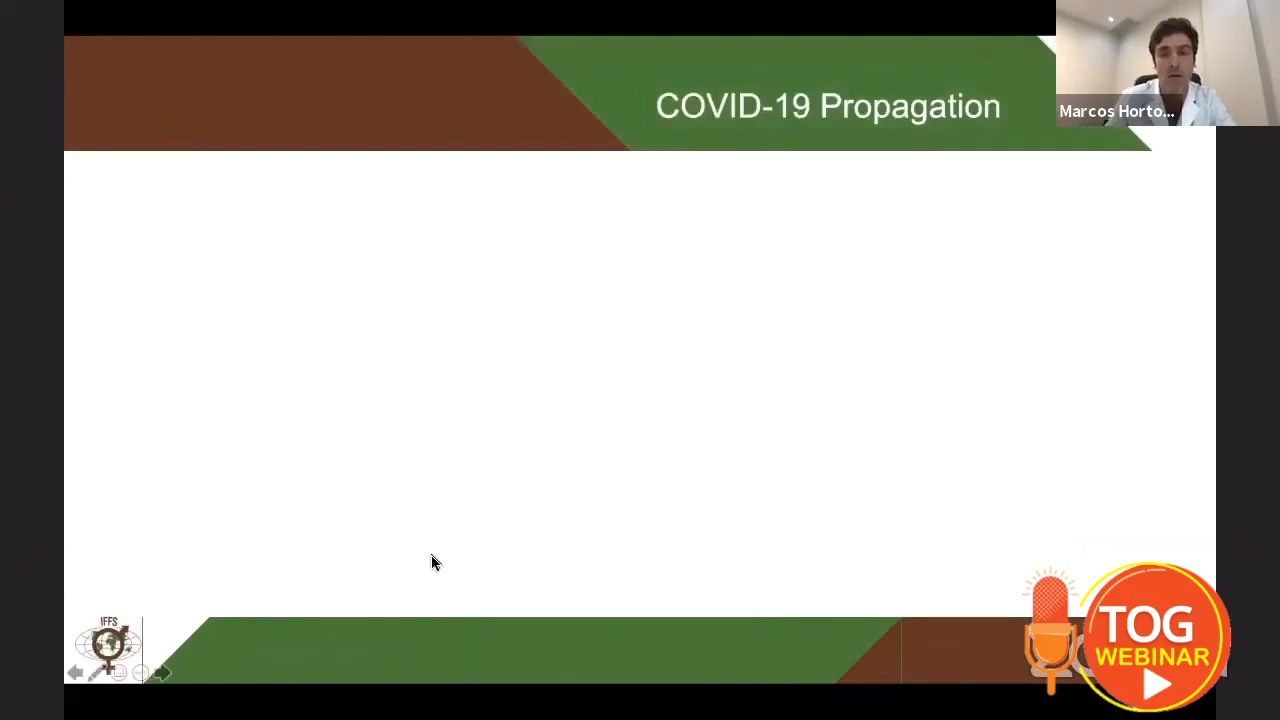 COVID-19 Propagation
Marcos Horto...
IFFS
TOG
WEBINAR